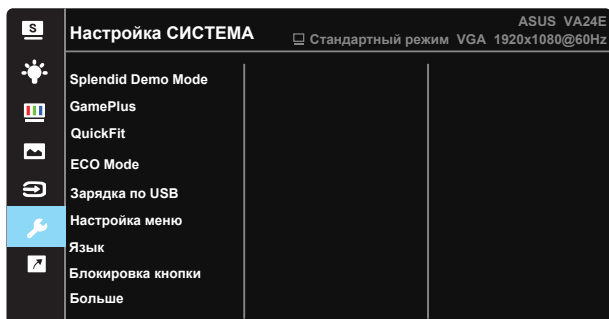 S
ASUS VA24E
Настройка СИСТЕМА
Стандартный режим VGA 1920x1080@60Hz
Splendid Demo Mode
GamePlus
QuickFit
ECO Mode
Зарядка по USB
Настройка меню
Язык
Блокировка кнопки
Больше